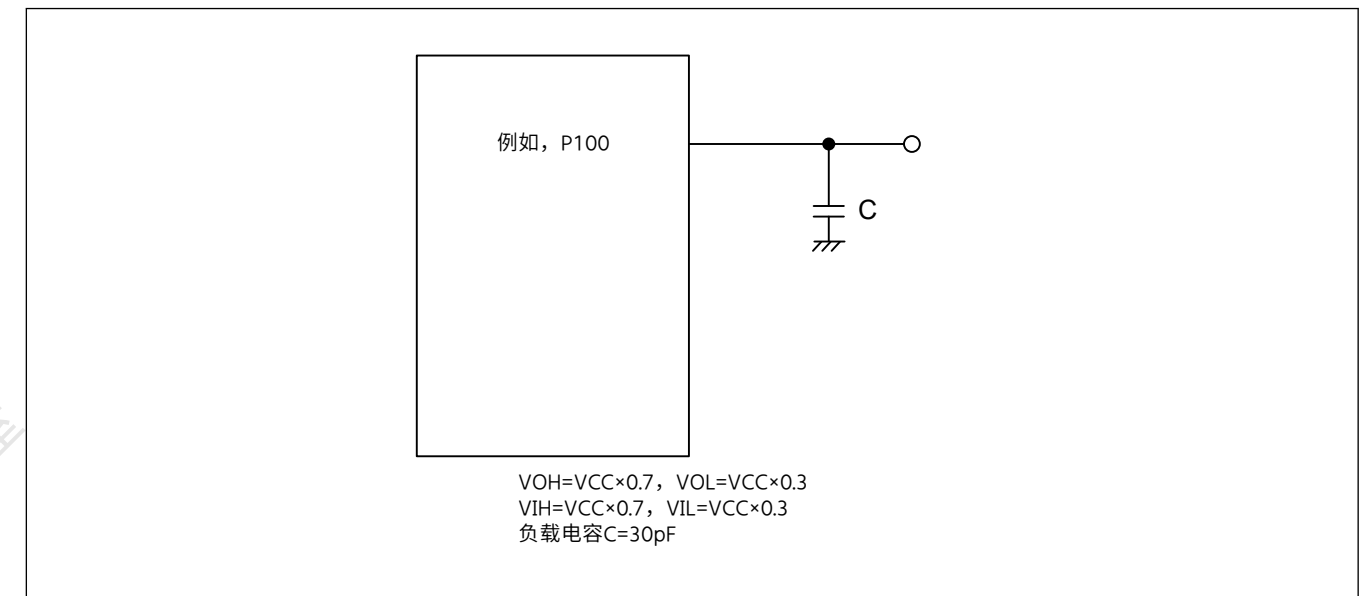 例如，P100
C
VOH=VCC×0.7，VOL=VCC×0.3
VIH=VCC×0.7，VIL=VCC×0.3
负载电容C=30pF